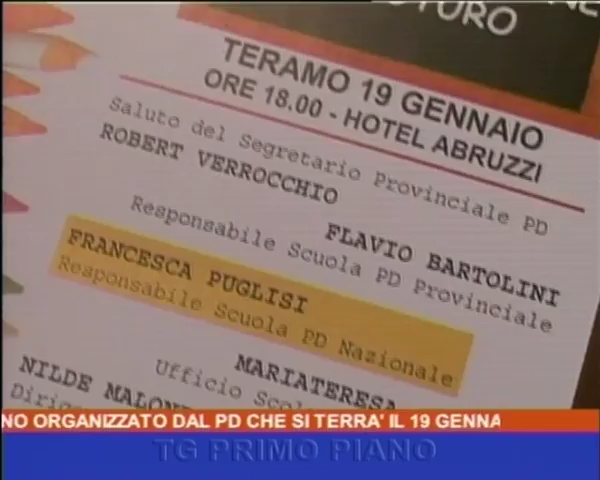 TURO
TERAMO 19 GENNAIO
ORE 18.00 - HOTEL ABRUZZI
Saluto del Segretario Provinciale PD
ROBERT VERROCCHIO
FLAVIO BARTOLINI
Responsabile Scuola PD Provinciale
FRANCESCA PUGLISI
Responsabile Scuola PD Nazionale
MARIATERESA
Ufficio
NILDE
NO ORGANIZZATO DAL PD CHE SI TERRA' IL 19 GENNA
TG PRIMO PIANO